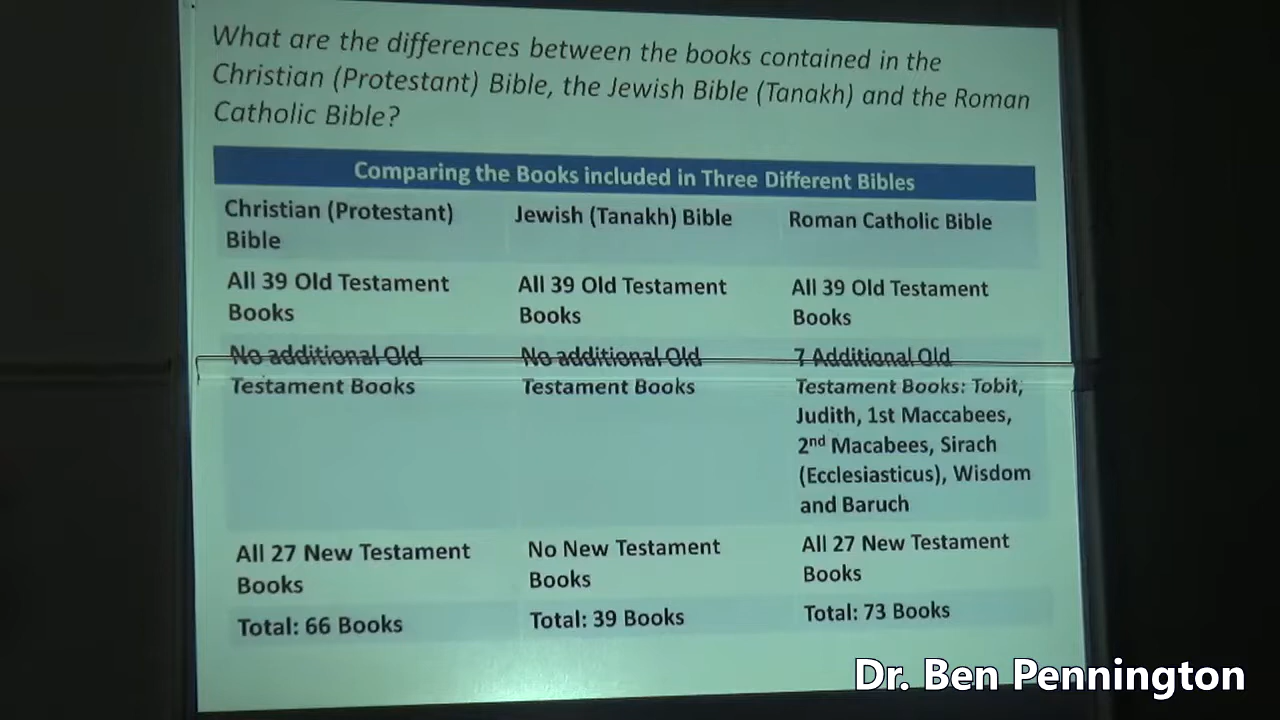 What are the differences between the books contained in the
Christian (Protestant) Bible, the Jewish Bible (Tanakh) and the Roman
Catholic Bible?
Comparing the Books included in Three Different Bibles
Christian (Protestant)
Bible
Jewish (Tanakh) Bible
Roman Catholic Bible
All 39 Old Testament
Books
All 39 Old Testament
Books
All 39 Old Testament
Books
No additional Old
Testament Books
No additional Old
Testament Books
7 Additional Old
Testament Books: Tobit,
Judith, 1st Maccabees,
2nd Macabees, Sirach
(Ecclesiasticus), Wisdom
and Baruch
All 27 New Testament
Books
No New Testament
Books
All 27 New Testament
Books
Total: 66 Books
Total: 39 Books
Total: 73 Books
Dr. Ben Pennington